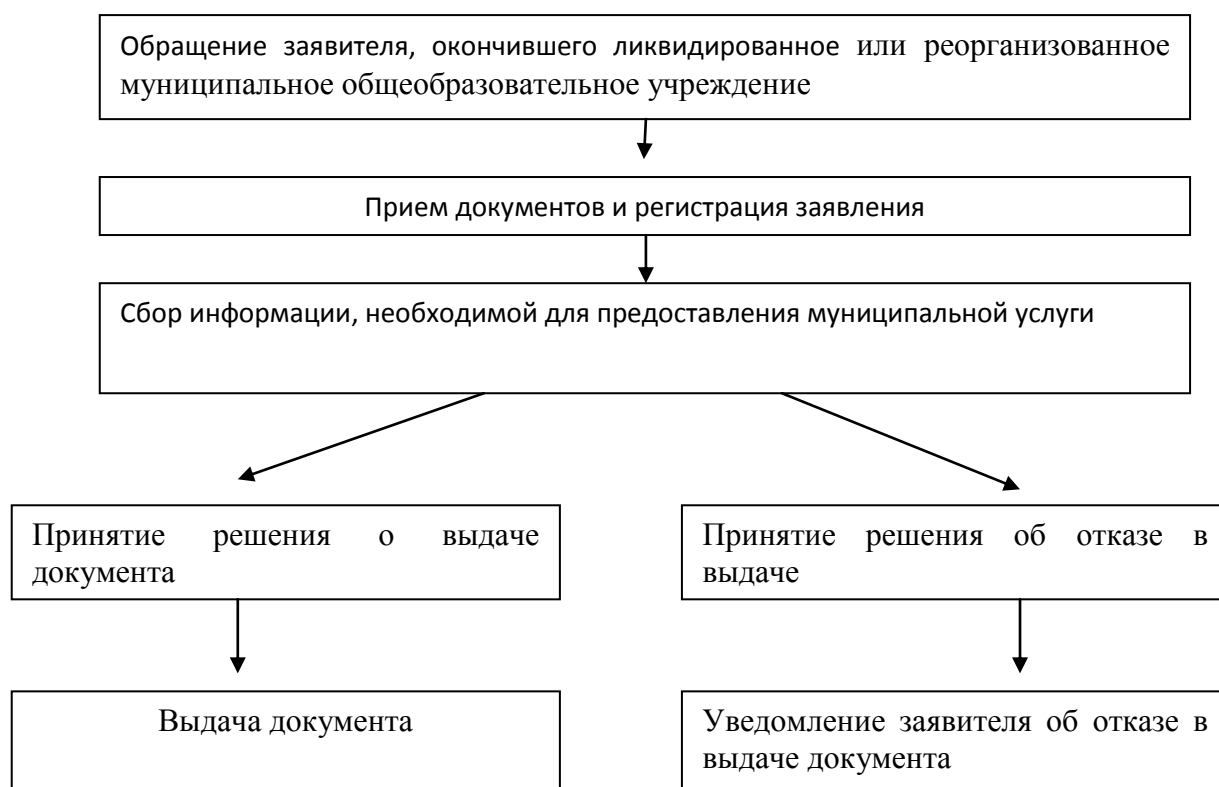 Обращение заявителя, окончившего ликвидированное или реорганизованное
муниципальное общеобразовательное учреждение
Прием документов и регистрация заявления
Сбор информации, необходимой для предоставления муниципальной услуги
Принятие решения о выдаче
документа
Принятие решения об отказе в
выдаче
Выдача документа
Уведомление заявителя об отказе в
выдаче документа